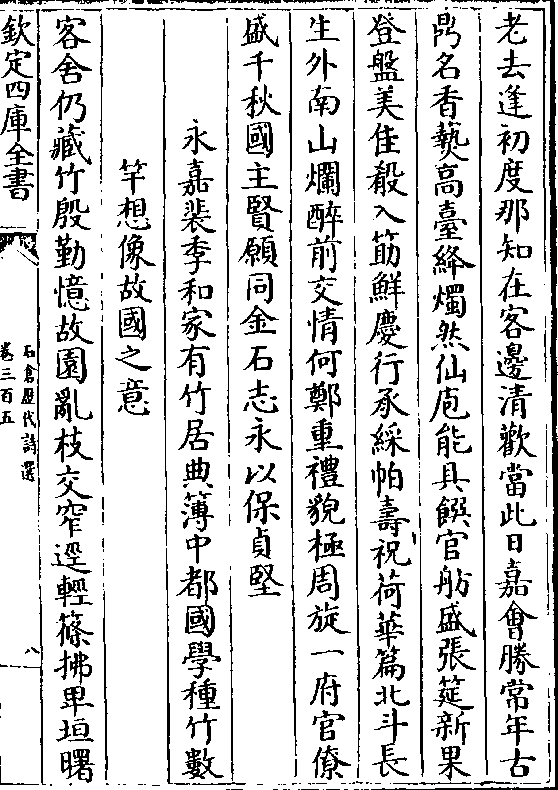 老去逢初度那知在客邊清歡當此日嘉會勝常年古
鼎名香爇高臺絳燭然仙庖能具饌官舫盛張筵新果
登盤美佳殽入筯鮮慶行承綵帕壽祝荷華篇北斗長
生外南山爛醉前交情何鄭重禮貌極周旋一府官僚
盛千秋國主賢願同金石志永以保貞堅
永嘉裴季和家有竹居典簿中都國學種竹數
竿想像故國之意
客舍仍藏竹殷勤憶故園亂枝交窄逕輕篠拂卑垣曙
欽定四庫全書
石倉歷代詩選
卷三百五
八